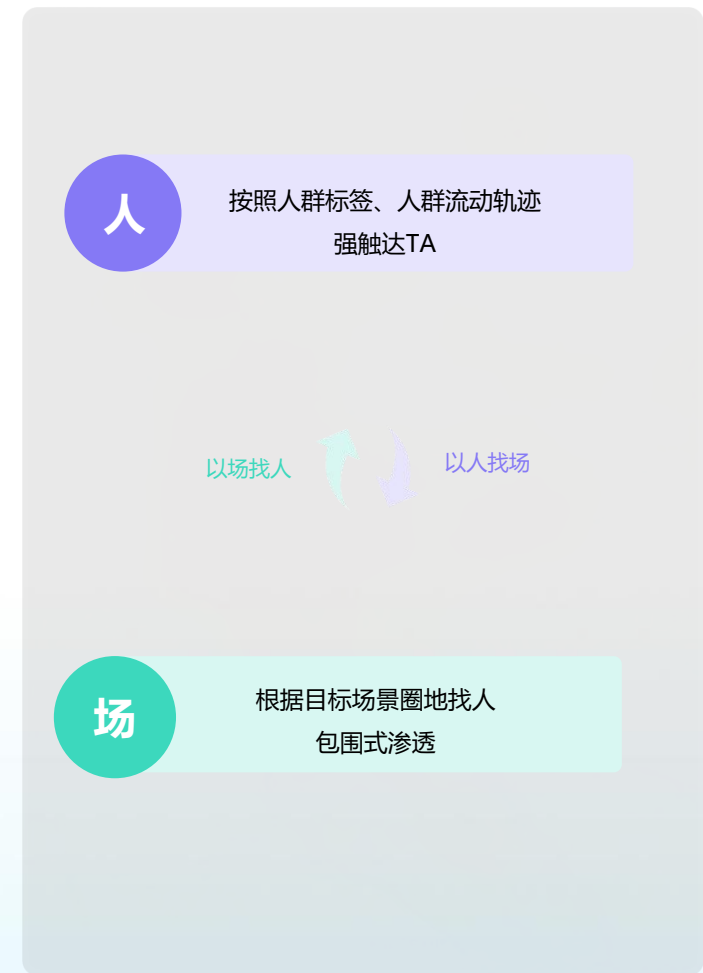 人
按照人群标签、人群流动轨迹
强触达TA
以场找人
以人找场
场
根据目标场景圈地找人
包围式渗透